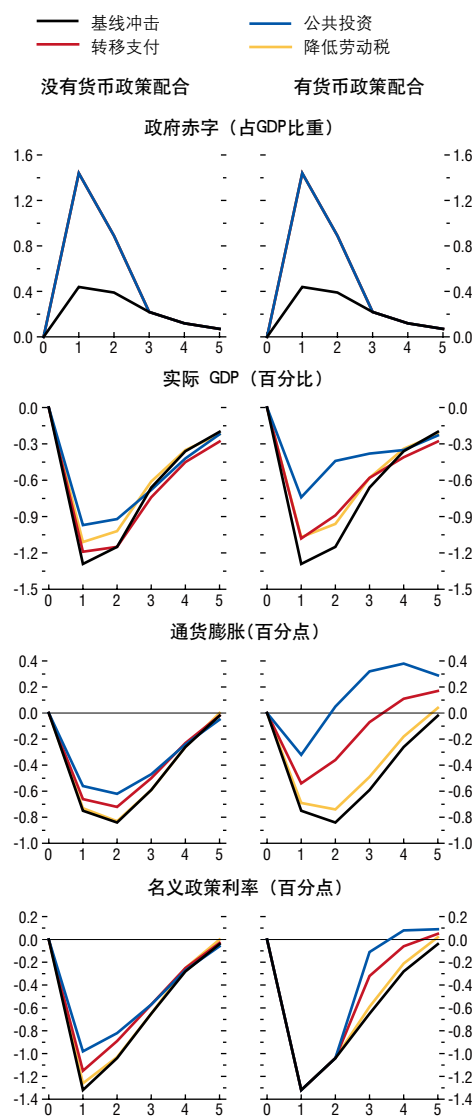 基线冲击 公共投资
转移支付 降低劳动税
没有货币政策配合 有货币政策配合
政府赤字（占GDP比重）
1.6 1.6
1.2 1.2
0.8 0.8
0.4 0.4
0.0 0.0
0 1 2 3 4 5 0 1 2 3 4 5
实际 GDP（百分比）
0.0 0.0
-0.3 -0.3
-0.6 -0.6
-0.9 -0.9
-1.2 -1.2
-1.5 -1.5
0 1 2 3 4 5 0 1 2 3 4 5
通货膨胀(百分点）
0.4 0.4
0.2 0.2
0.0 0.0
-0.2 -0.2
-0.4 -0.4
-0.6 -0.6
-0.8 -0.8
-1.0 -1.0
0 1 2 3 4 5 0 1 2 3 4 5
名义政策利率（百分点）
0.2 0.2
0.0 0.0
-0.2 -0.2
-0.4 -0.4
-0.6 -0.6
-0.8 -0.8
-1.0 -1.0
-1.2 -1.2
-1.4 -1.4
0 1 2 3 4 5 0 1 2 3 4 5